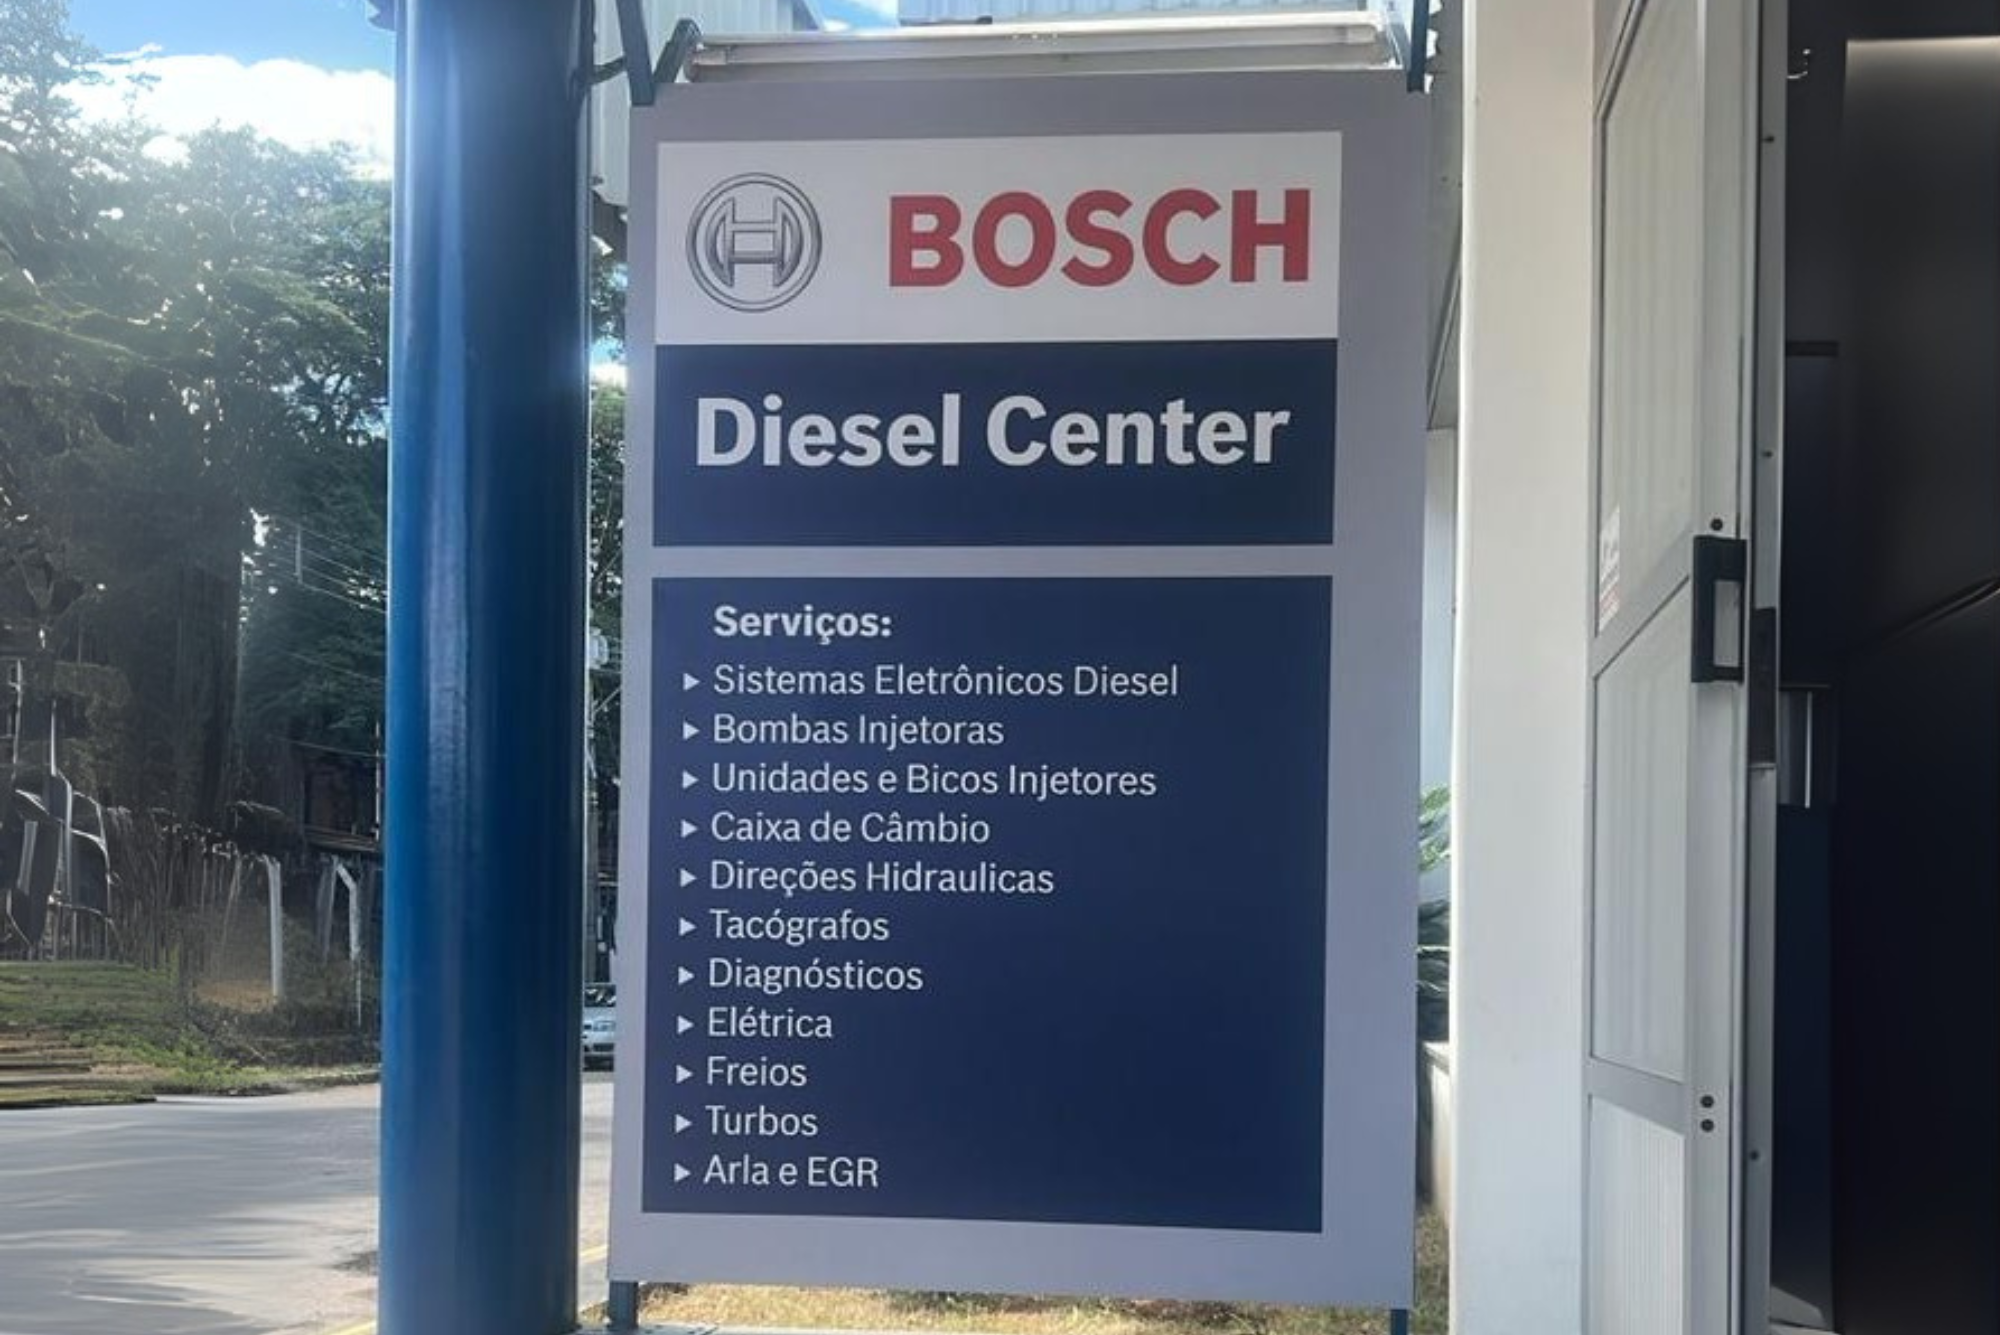 BOSCH
Diesel Center
Serviços:
▸ Sistemas Eletrônicos Diesel
▸ Bombas Injetoras
▸ Unidades e Bicos Injetores
▸ Caixa de Câmbio
▸ Direções Hidraulicas
▸ Tacógrafos
▸ Diagnósticos
▸ Elétrica
▸ Freios
▸ Turbos
▸ Arla e EGR